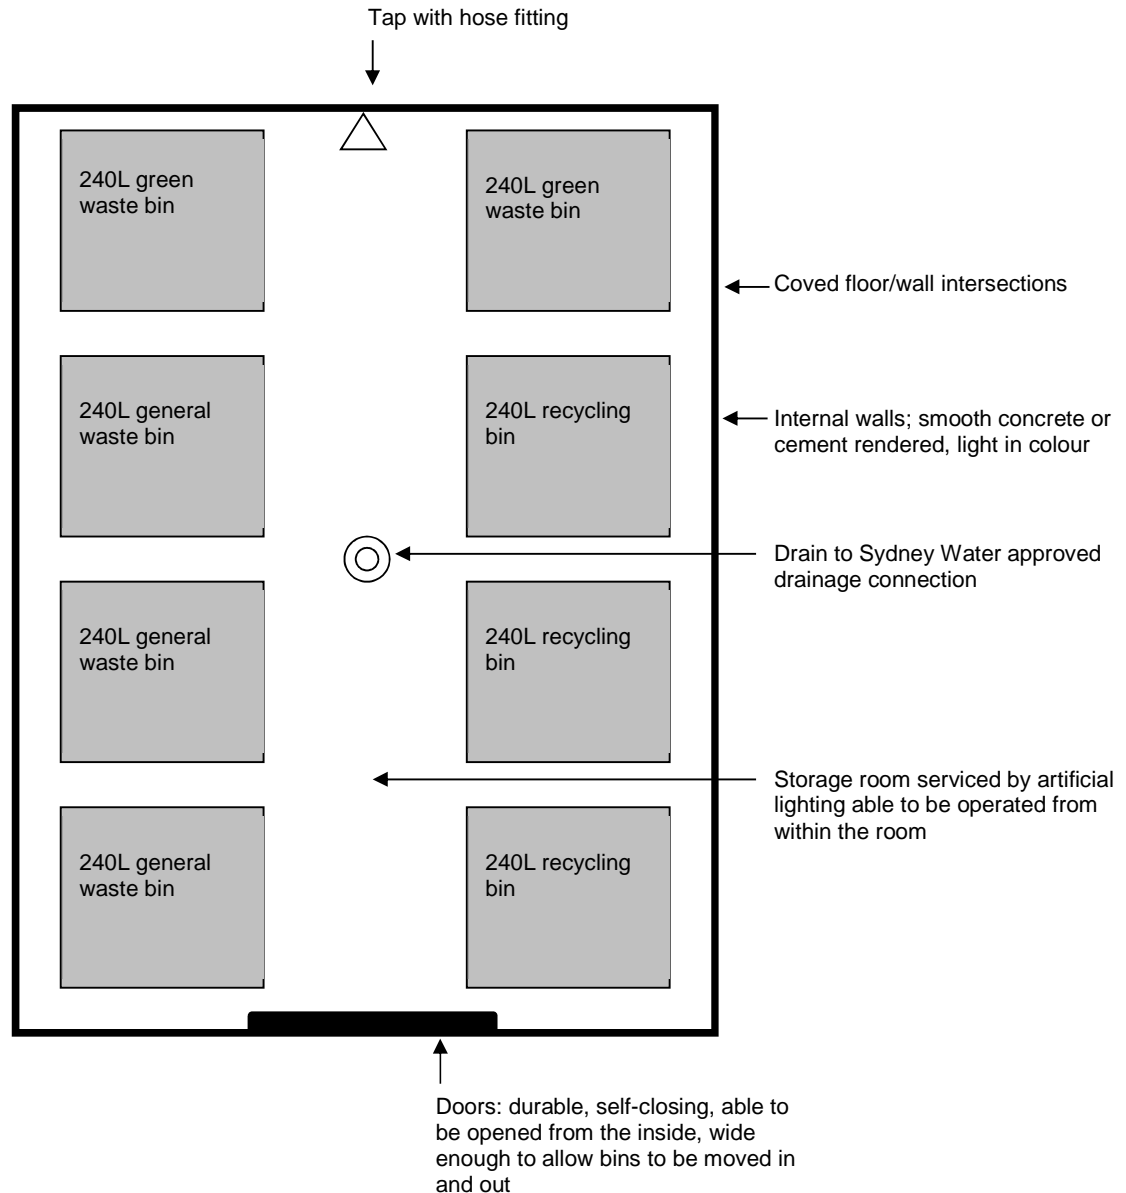 Tap with hose fitting
240L green
waste bin
240L green
waste bin
Coved floor/wall intersections
240L general
waste bin
240L recycling
bin
Internal walls; smooth concrete or
cement rendered, light in colour
Drain to Sydney Water approved
drainage connection
240L general
waste bin
240L recycling
bin
Storage room serviced by artificial
lighting able to be operated from
within the room
240L general
waste bin
240L recycling
bin
Doors: durable, self-closing, able to
be opened from the inside, wide
enough to allow bins to be moved in
and out